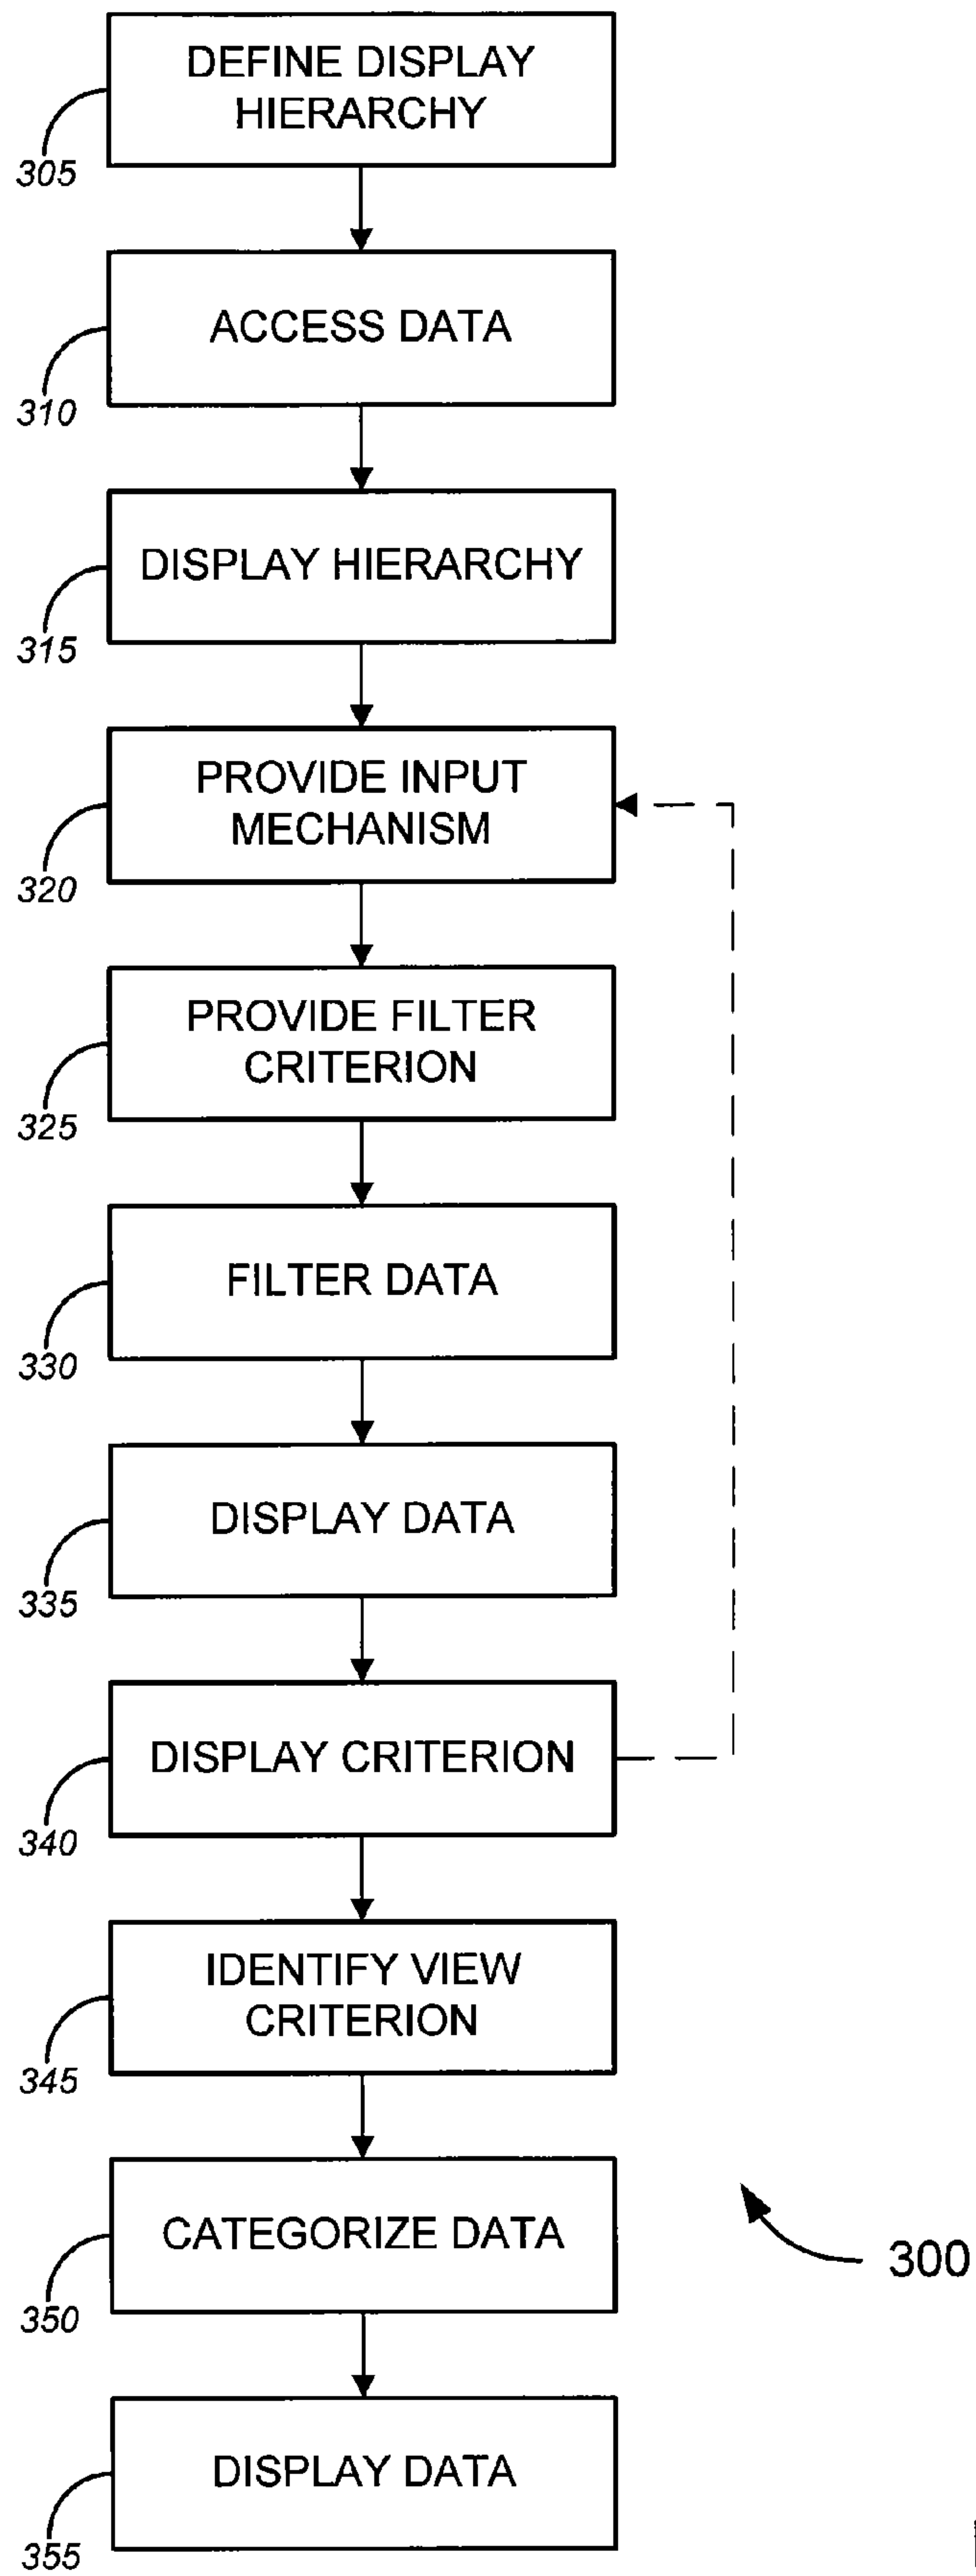 DEFINE DISPLAY
HIERARCHY
305
ACCESS DATA
310
DISPLAY HIERARCHY
315
PROVIDE INPUT
MECHANISM
320
PROVIDE FILTER
CRITERION
325
FILTER DATA
330
DISPLAY DATA
335
DISPLAY CRITERION
340
IDENTIFY VIEW
CRITERION
345
CATEGORIZE DATA
350
300
DISPLAY DATA
355